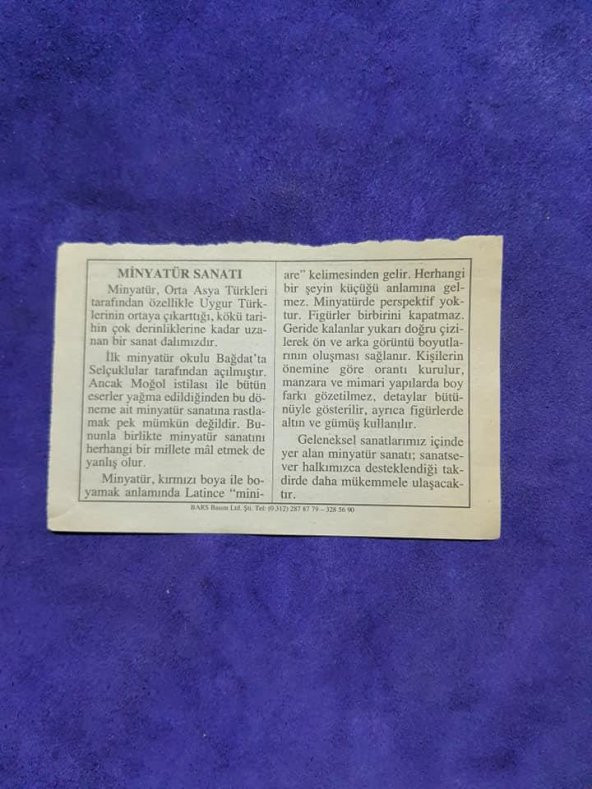 MİNYATÜR SANATI
Minyatür, Orta Asya Türkleri
tarafından özellikle Uygur Türk-
lerinin ortaya çıkarttığı, kökü tari-
hin çok derinliklerine kadar uza-
nan bir sanat dalımızdır.
İlk minyatür okulu Bağdat'ta
Selçuklular tarafından açılmıştır.
Ancak Moğol istilası ile bütün
eserler yağma edildiğinden bu dö-
neme ait minyatür sanatına rastla-
mak pek mümkün değildir. Bu-
nunla birlikte minyatür sanatını
herhangi bir millete mâl etmek de
yanlış olur.
Minyatür, kırmızı boya ile bo-
yamak anlamında Latince “mini-
are” kelimesinden gelir. Herhangi
bir şeyin küçüğü anlamına gel-
mez. Minyatürde perspektif yok-
tur. Figürler birbirini kapatmaz.
Geride kalanlar yukarı doğru çizi-
lerek ön ve arka görüntü boyutla-
rının oluşması sağlanır. Kişilerin
önemine göre orantı kurulur,
manzara ve mimari yapılarda boy
farkı gözetilmez, detaylar bütü-
nüyle gösterilir, ayrıca figürlerde
altın ve gümüş kullanılır.
Geleneksel sanatlarımız içinde
yer alan minyatür sanatı; sanatse-
ver halkımızca desteklendiği tak-
dirde daha mükemmele ulaşacak-
tır.
BARS Basım Ltd. Şti. Tel: (0.312) 287 87 79 – 328 56 90